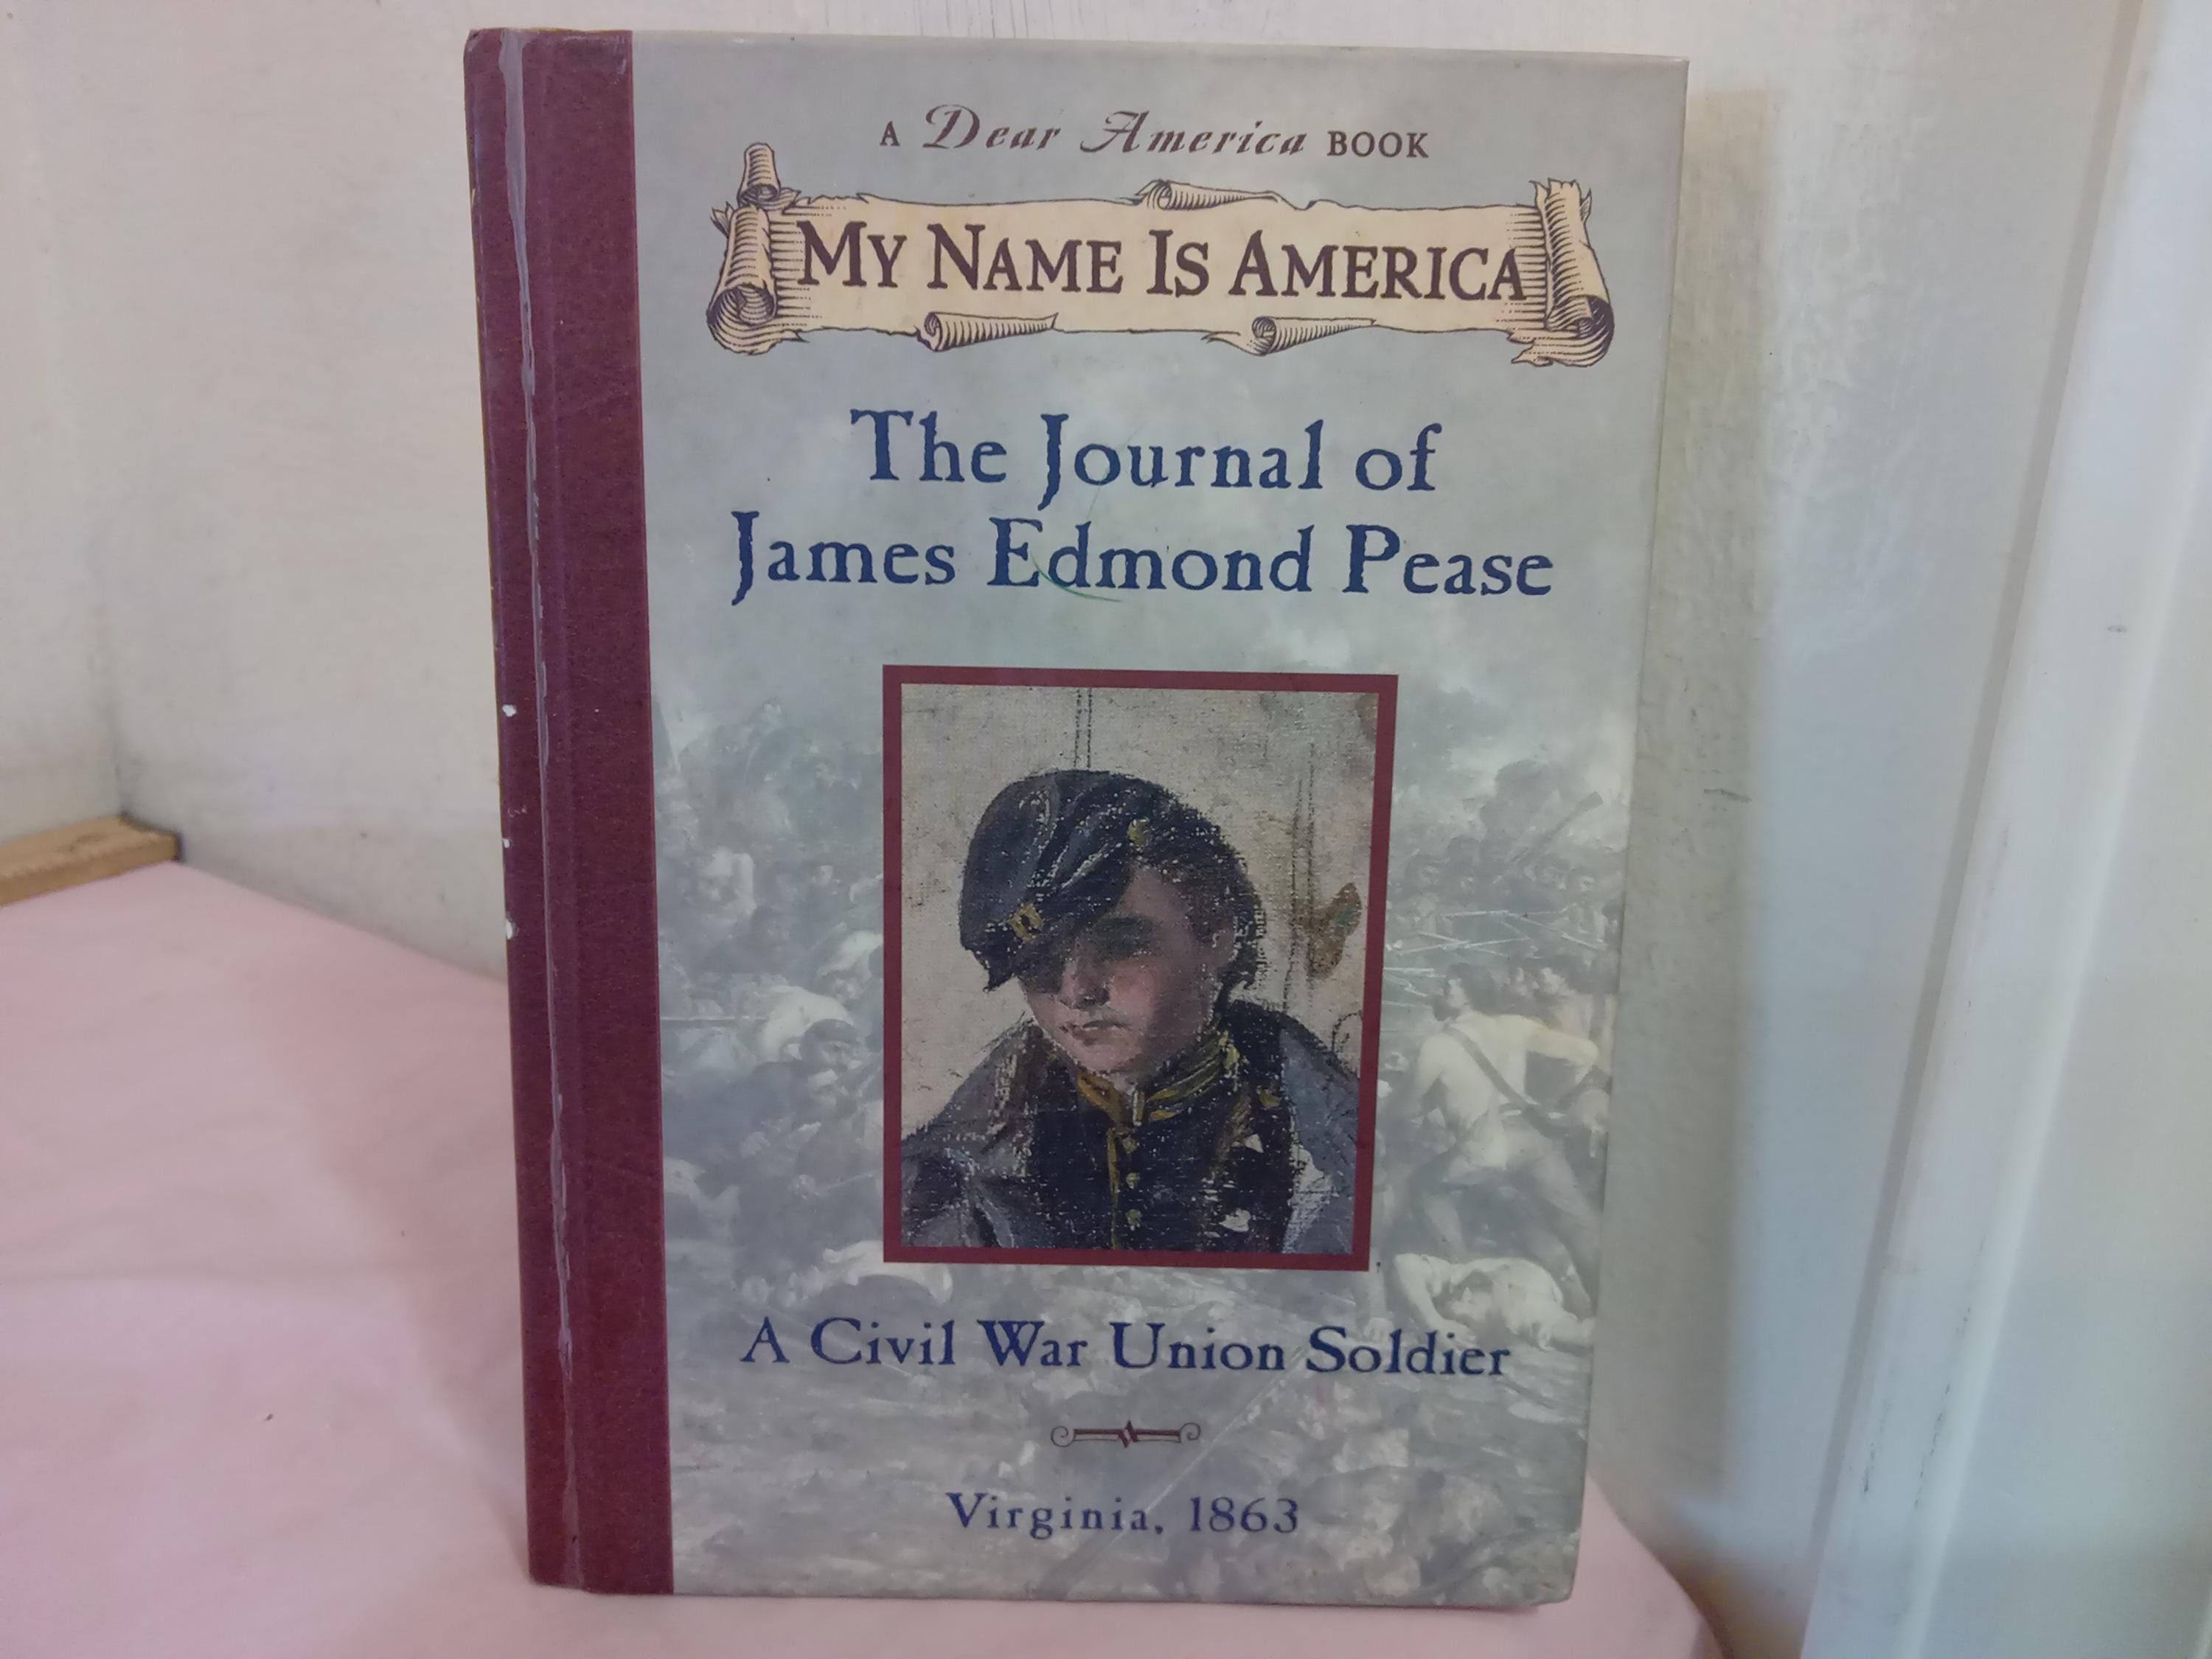 A Dear America BOOK
MY NAME IS AMERICA
The Journal of
James Edmond Pease
A Civil War Union Soldier
Virginia, 1863